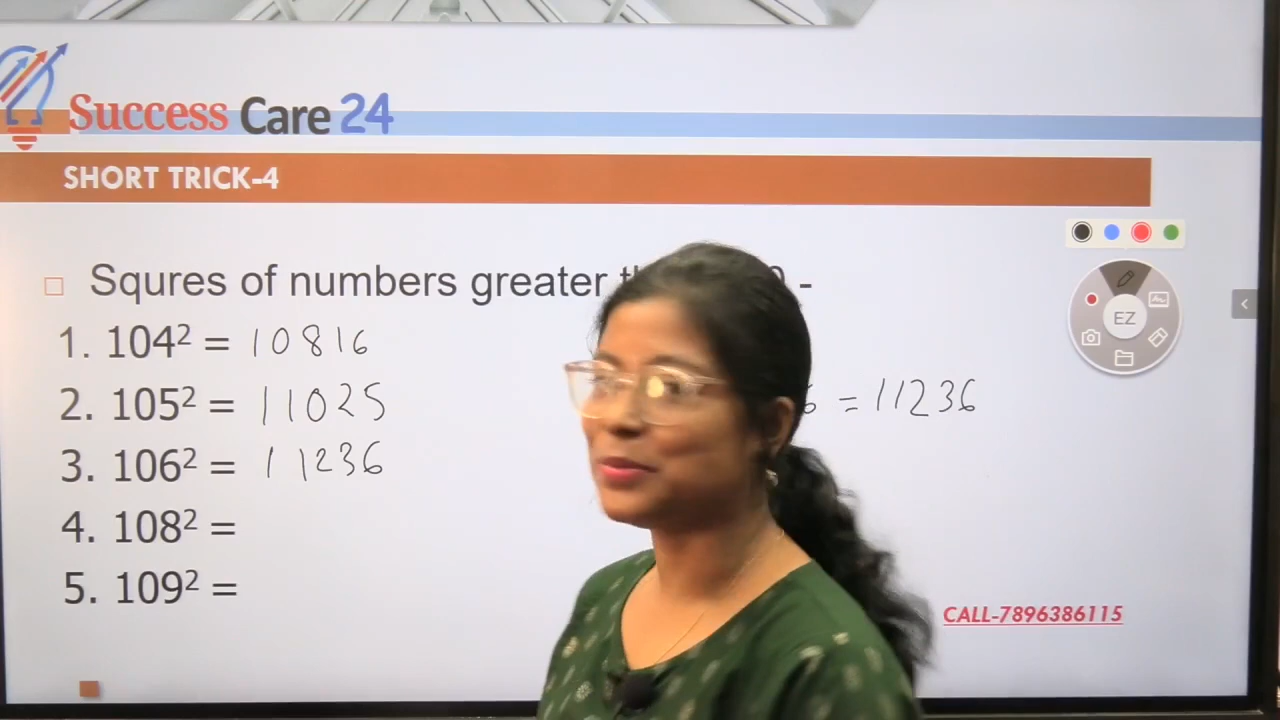 Success Care 24
SHORT TRICK-4
Squres of numbers greater -
1. 104² = 10816
2. 105² = 11025
= 11236
3. 106² = 11236
4. 108² =
5. 109² =
EZ
CALL-7896386115